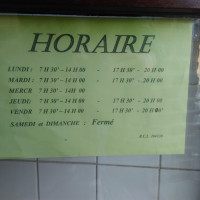 HORAIRE
LUNDI : 7 H 30' - 14 H 00 - 17 H 30' - 20 H 00
MARDI : 7 H 30' - 14 H 00 - 17 H 30' - 20 H 00
MERCR 7 H 30' - 14H 00
JEUDI : 7 H 30' - 14 H 00 - 17 H 30' - 20 H 00
VENDR 7 H 30' - 14 H 00 - 17 H 30' - 20 H 00
SAMEDI et DIMANCHE : Fermé